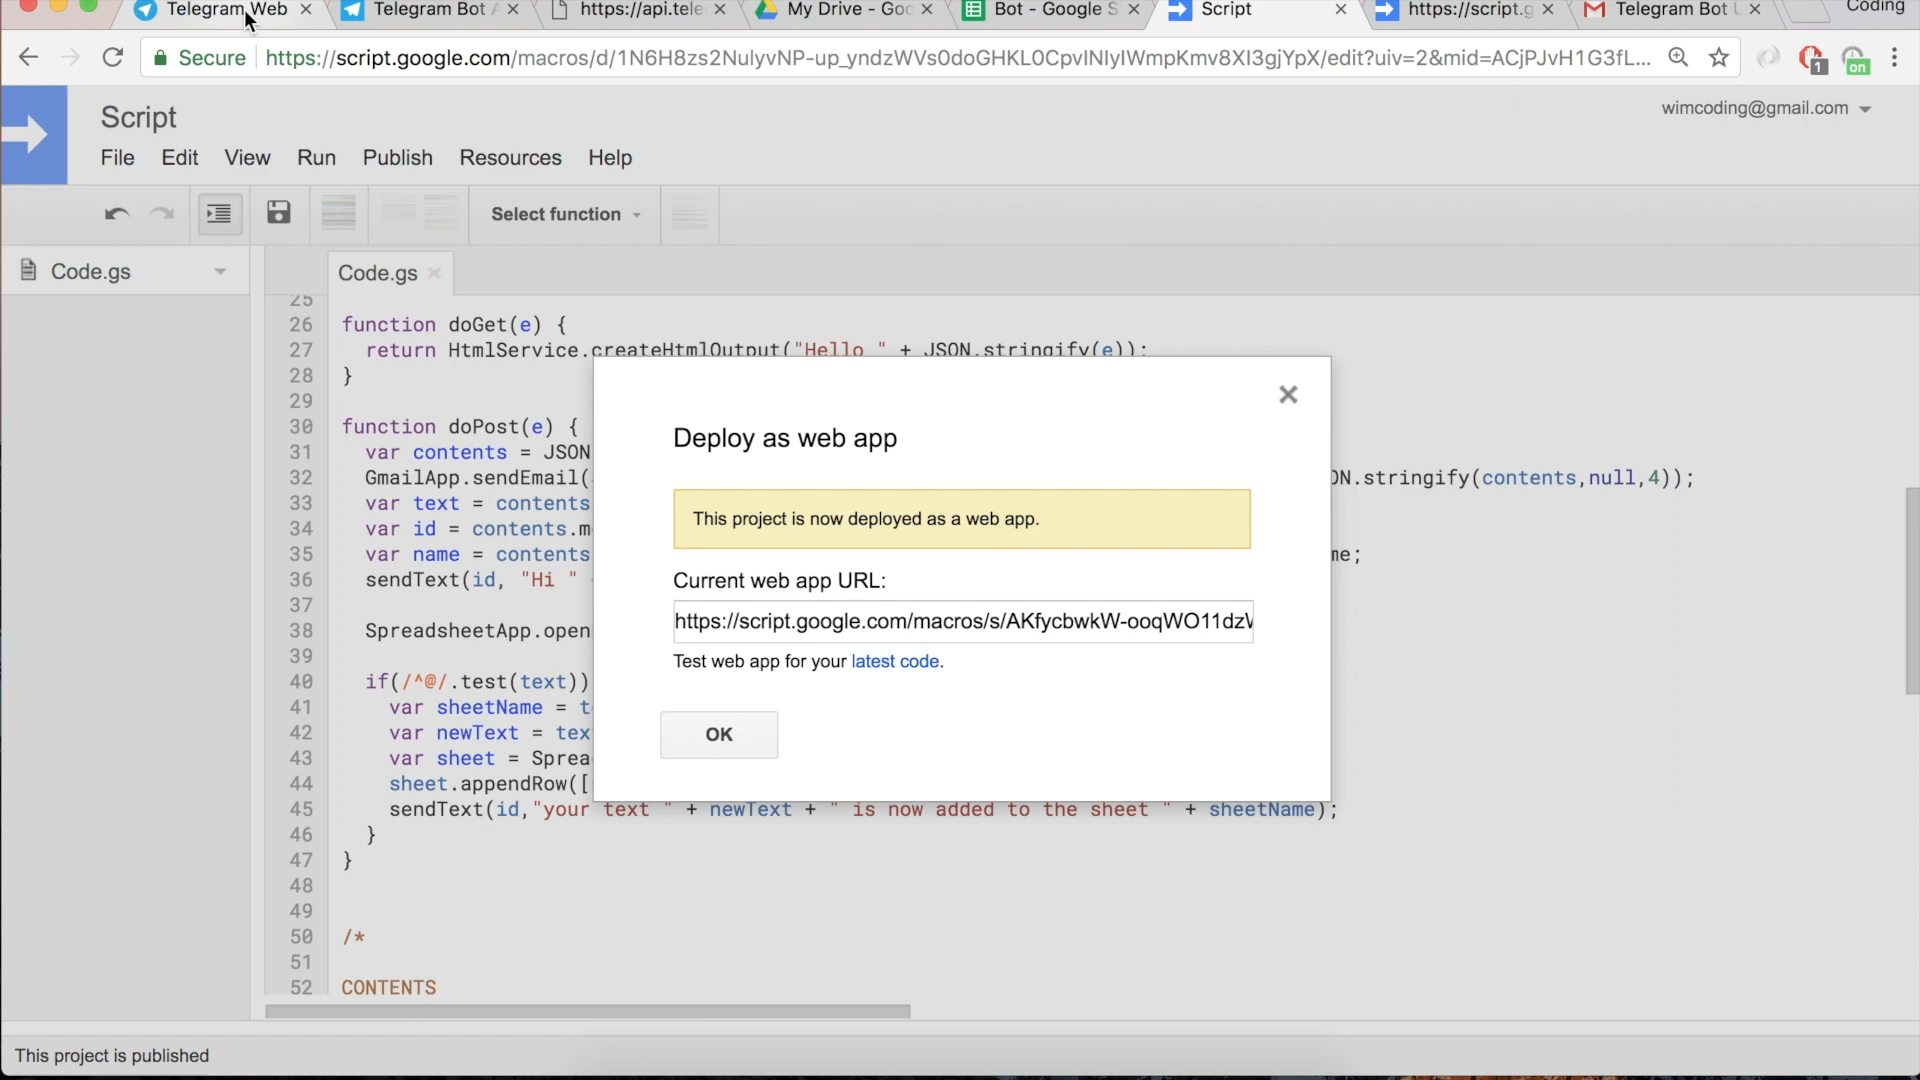 Telegram Web
Telegram Bot A
https://api.tele
My Drive - Goo
Bot - Google S
Script
https://script.g
Telegram Bot U
Coding
Secure
https://script.google.com/macros/d/1N6H8zs2NulyvNP-up_yndzWVs0doGHKL0CpvINlyIWmpKmv8XI3gjYpX/edit?uiv=2&mid=ACjPJvH1G3fL...
1
on
Script
wimcoding@gmail.com
File Edit View Run Publish Resources Help
Select function
Code.gs
Code.gs
25
26 function doGet(e) {
27 return HtmlService.createHtmlOutput("Hello " + JSON.stringify(e));
28 }
29
30 function doPost(e) {
31 var contents = JSON
32 GmailApp.sendEmail( ON.stringify(contents,null,4));
33 var text = contents
34 var id = contents.m
35 var name = contents me;
36 sendText(id, "Hi "
37
38 SpreadsheetApp.open
39
40 if(/^@/.test(text))
41 var sheetName = t
42 var newText = tex
43 var sheet = Sprea
44 sheet.appendRow([
45 sendText(id,"your text " + newText + " is now added to the sheet " + sheetName);
46 }
47 }
48
49
50 /*
51
52 CONTENTS
Deploy as web app
This project is now deployed as a web app.
Current web app URL:
https://script.google.com/macros/s/AKfycbwkW-ooqWO11dzV
Test web app for your latest code.
OK
This project is published